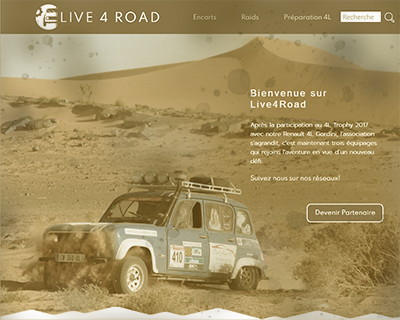 LIVE 4 ROAD
Encarts
Raids
Préparation 4L
Recherche
Bienvenue sur
Live4Road
Après la participation au 4L Trophy 2017
avec notre Renault 4L Gordini, l'association
s'agrandit, c'est maintenant trois équipages
qui rejoins l'aventure en vue d'un nouveau
défi.
Suivez nous sur nos réseaux!
Devenir Partenaire
410